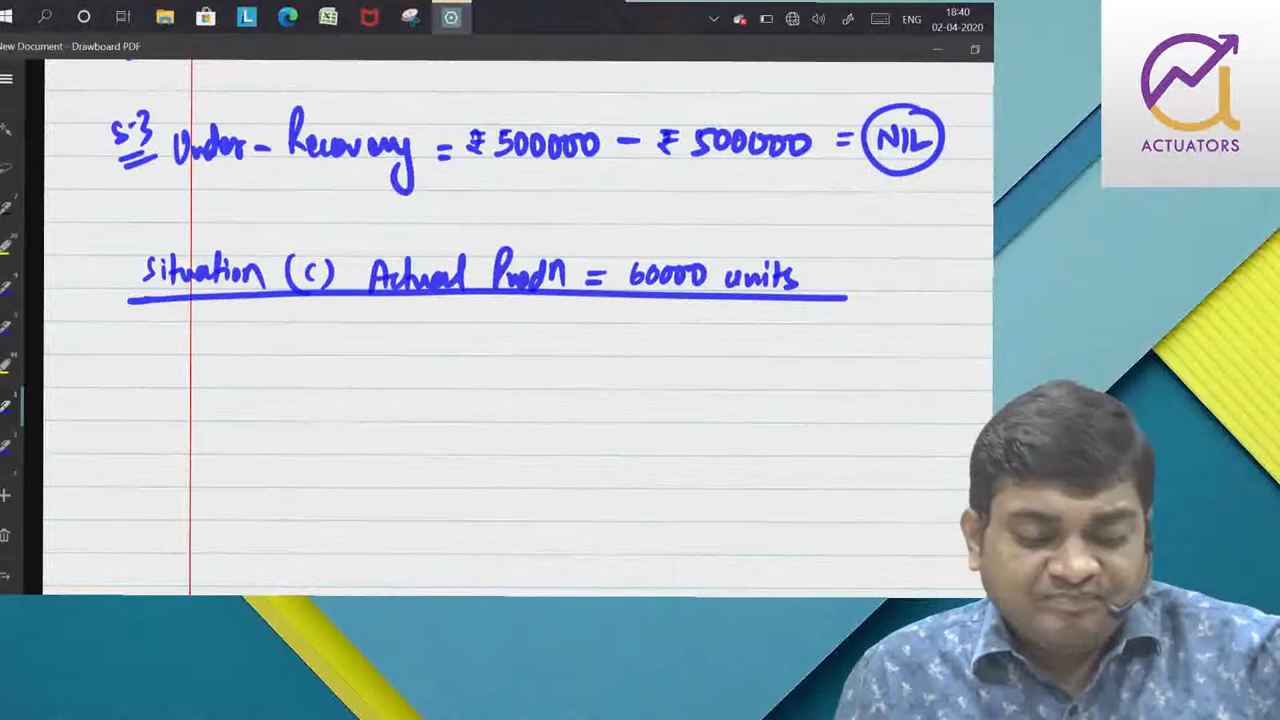 18:40
ENG
02-04-2020
New Document - Drawboard PDF
S-3 Under-Recovery = ₹500000 - ₹500000 = NIL
Situation (c) Actual Prodn = 60000 units
ACTUATORS